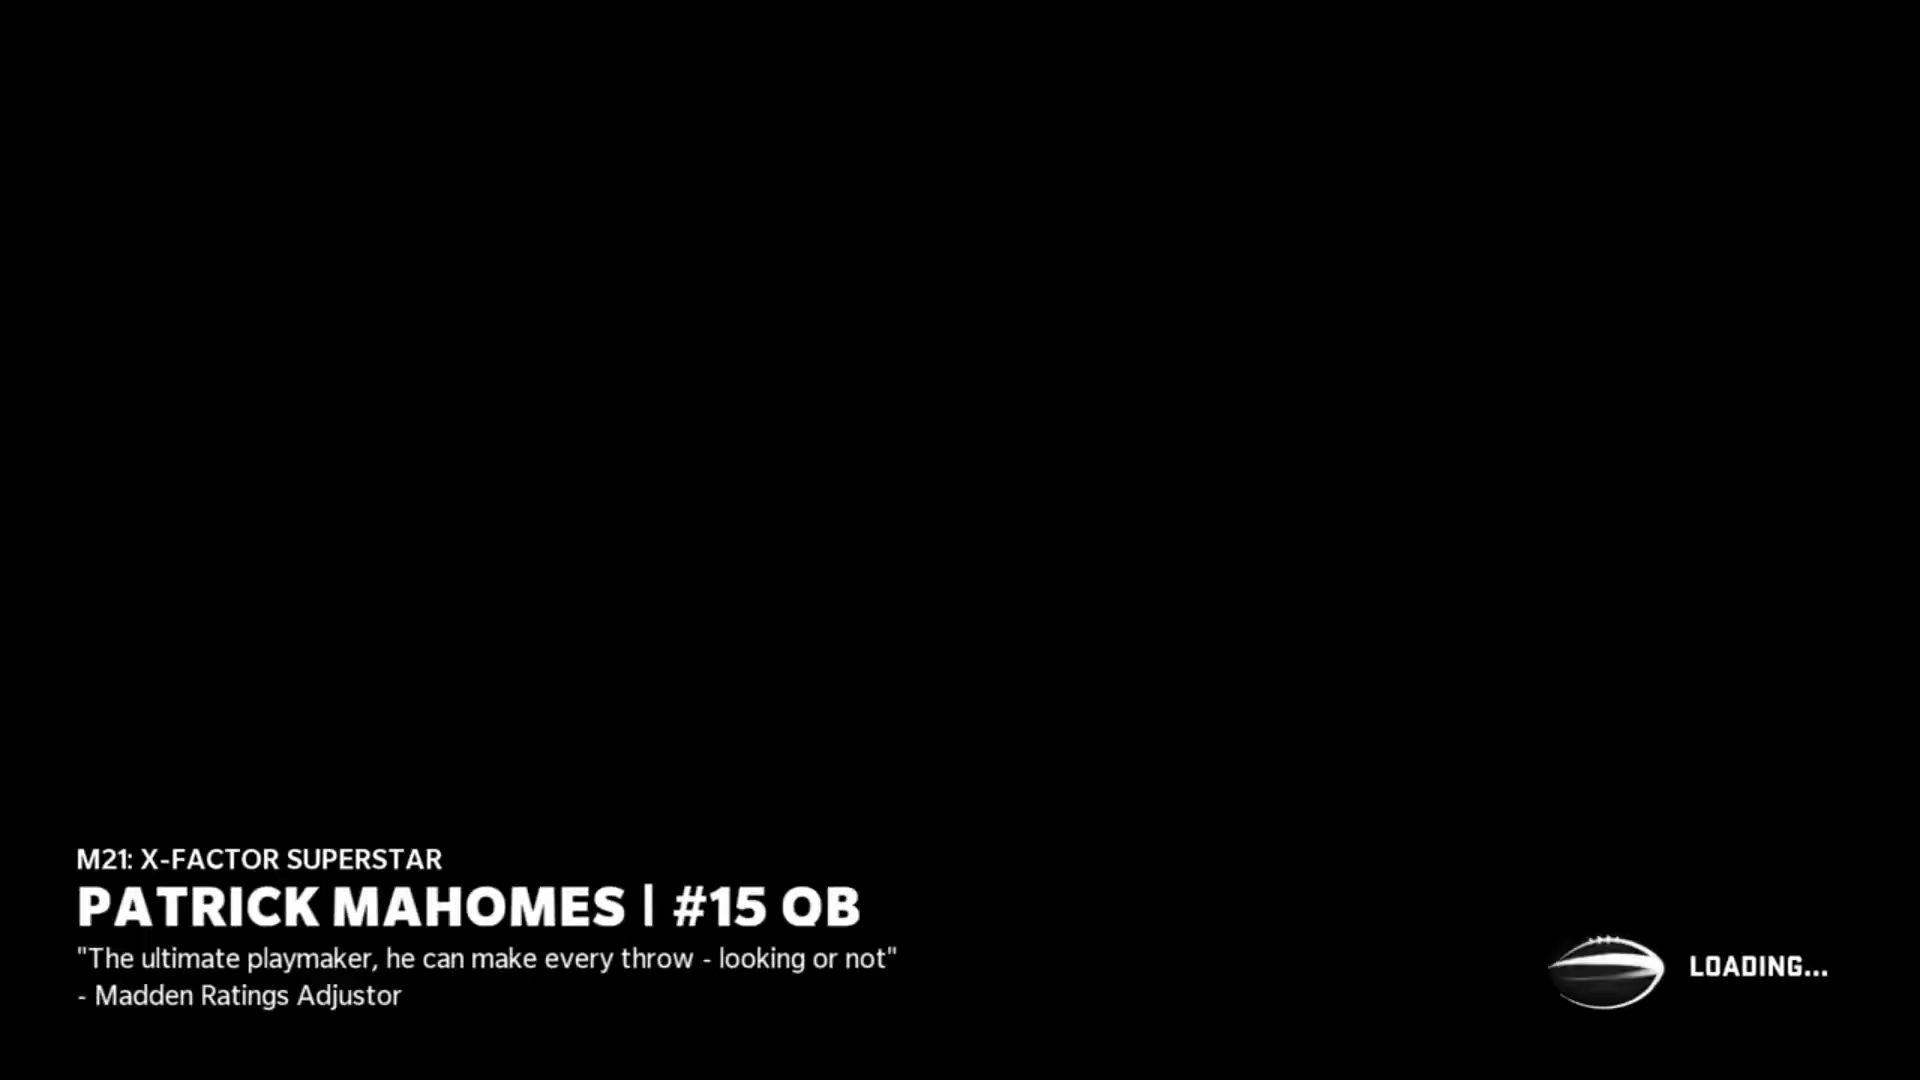 M21: X-FACTOR SUPERSTAR
PATRICK MAHOMES | #15 QB
"The ultimate playmaker, he can make every throw - looking or not"
- Madden Ratings Adjustor
LOADING...